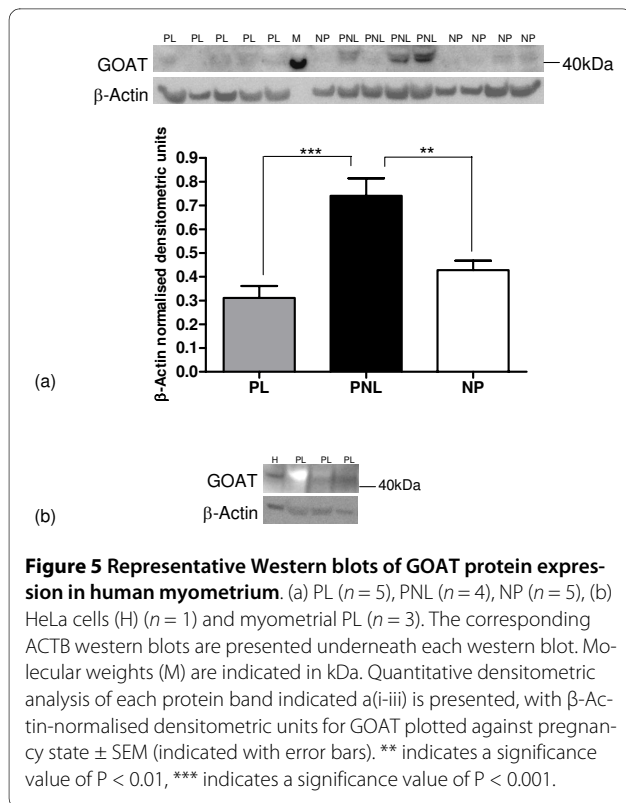 PL PL PL PL PL M NP PNL PNL PNL PNL NP NP NP NP
GOAT
40kDa
β-Actin
β-Actin normalised densitometric units
*** **
0.9
0.8
0.7
0.6
0.5
0.4
0.3
0.2
0.1
0.0
PL PNL NP
(a)
H PL PL PL
GOAT
40kDa
β-Actin
(b)
Figure 5 Representative Western blots of GOAT protein expres-
sion in human myometrium. (a) PL (n = 5), PNL (n = 4), NP (n = 5), (b)
HeLa cells (H) (n = 1) and myometrial PL (n = 3). The corresponding
ACTB western blots are presented underneath each western blot. Mo-
lecular weights (M) are indicated in kDa. Quantitative densitometric
analysis of each protein band indicated a(i-iii) is presented, with β-Ac-
tin-normalised densitometric units for GOAT plotted against pregnan-
cy state ± SEM (indicated with error bars). ** indicates a significance
value of P < 0.01, *** indicates a significance value of P < 0.001.